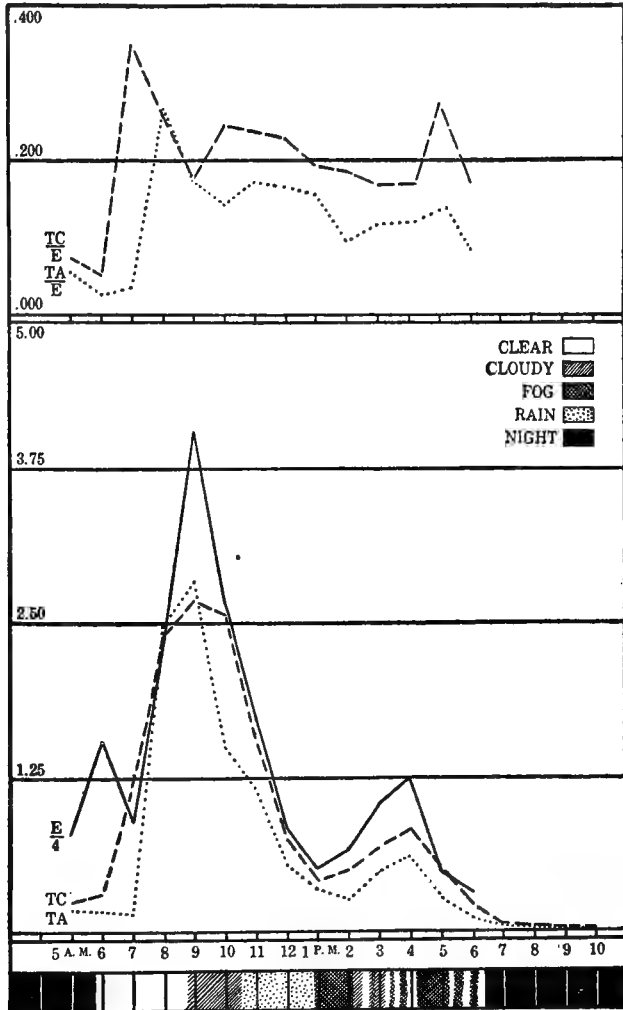 .400
.200
TC
E
TA
E
.000
5.00
CLEAR
CLOUDY
FOG
RAIN
NIGHT
3.75
2.50
1.25
E
4
TC
TA
5 A.M. 6 7 8 9 10 11 12 1 P.M. 2 3 4 5 6 7 8 9 10